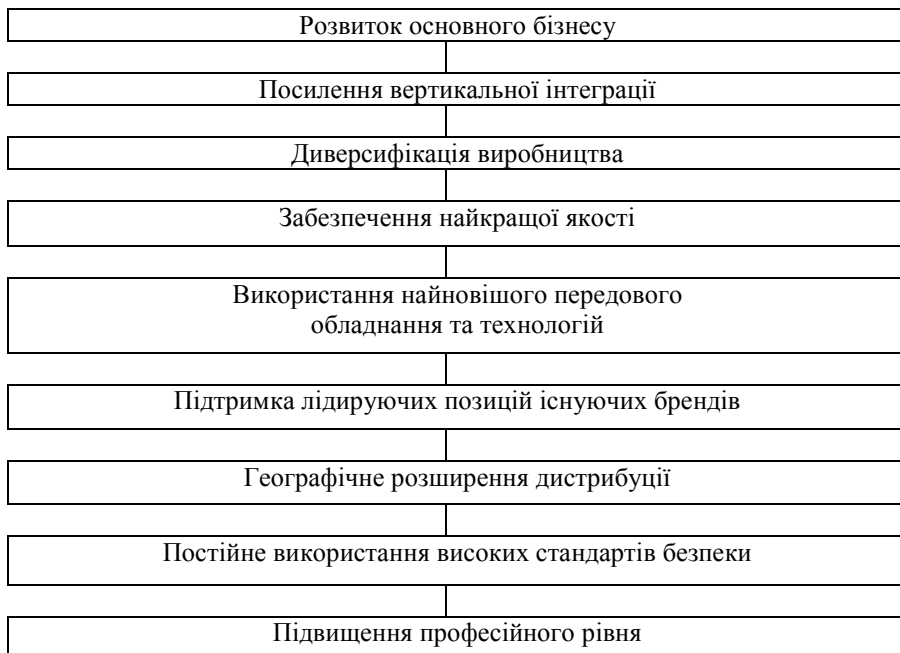 Розвиток основного бізнесу
Посилення вертикальної інтеграції
Диверсифікація виробництва
Забезпечення найкращої якості
Використання найновішого передового
обладнання та технологій
Підтримка лідируючих позицій існуючих брендів
Географічне розширення дистрибуції
Постійне використання високих стандартів безпеки
Підвищення професійного рівня